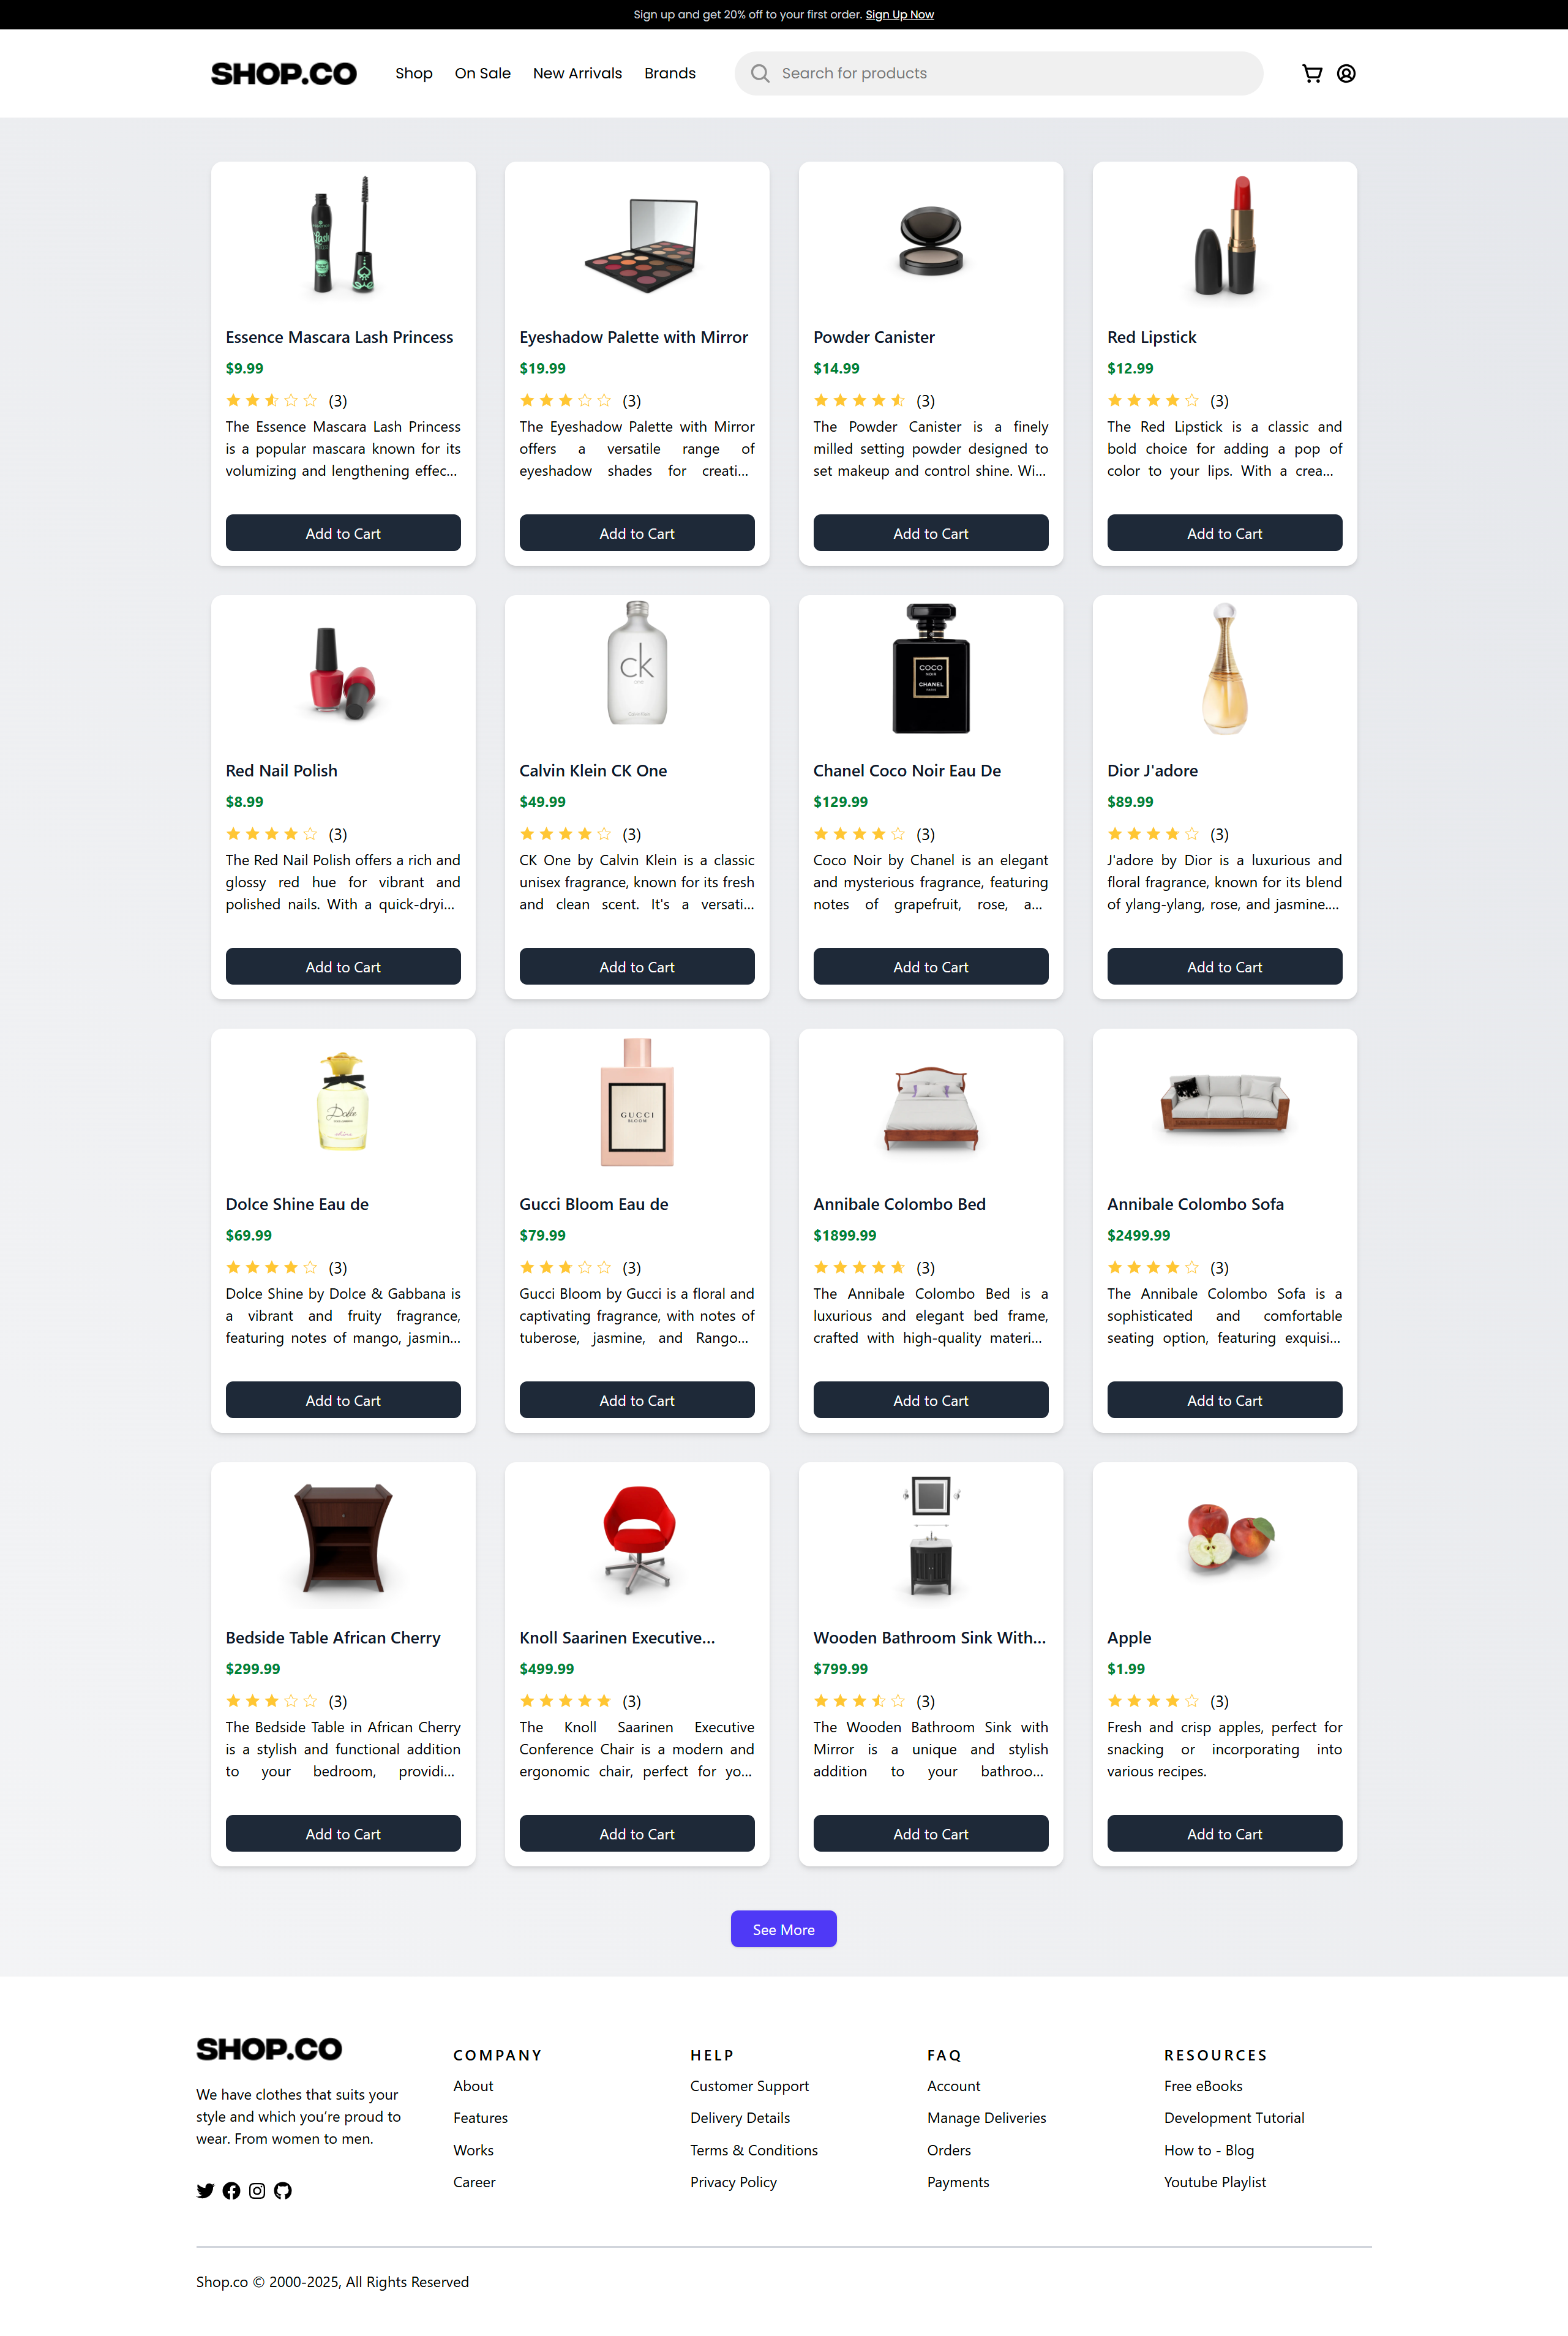 Sign up and get 20% off to your first order. Sign Up Now
SHOP.CO
Shop
On Sale
New Arrivals
Brands
Search for products
Essence Mascara Lash Princess
$9.99
(3)
The Essence Mascara Lash Princess
is a popular mascara known for its
volumizing and lengthening effec...
Add to Cart
Eyeshadow Palette with Mirror
$19.99
(3)
The Eyeshadow Palette with Mirror
offers a versatile range of
eyeshadow shades for creati...
Add to Cart
Powder Canister
$14.99
(3)
The Powder Canister is a finely
milled setting powder designed to
set makeup and control shine. Wi...
Add to Cart
Red Lipstick
$12.99
(3)
The Red Lipstick is a classic and
bold choice for adding a pop of
color to your lips. With a crea...
Add to Cart
Red Nail Polish
$8.99
(3)
The Red Nail Polish offers a rich and
glossy red hue for vibrant and
polished nails. With a quick-dryi...
Add to Cart
ck
one
Calvin Klein CK One
$49.99
(3)
CK One by Calvin Klein is a classic
unisex fragrance, known for its fresh
and clean scent. It's a versati...
Add to Cart
COCO
NOIR
CHANEL
PARIS
Chanel Coco Noir Eau De
$129.99
(3)
Coco Noir by Chanel is an elegant
and mysterious fragrance, featuring
notes of grapefruit, rose, a...
Add to Cart
Dior J'adore
$89.99
(3)
J'adore by Dior is a luxurious and
floral fragrance, known for its blend
of ylang-ylang, rose, and jasmine....
Add to Cart
Dolce
shine
Dolce Shine Eau de
$69.99
(3)
Dolce Shine by Dolce & Gabbana is
a vibrant and fruity fragrance,
featuring notes of mango, jasmin...
Add to Cart
GUCCI
BLOOM
Gucci Bloom Eau de
$79.99
(3)
Gucci Bloom by Gucci is a floral and
captivating fragrance, with notes of
tuberose, jasmine, and Rango...
Add to Cart
Annibale Colombo Bed
$1899.99
(3)
The Annibale Colombo Bed is a
luxurious and elegant bed frame,
crafted with high-quality materi...
Add to Cart
Annibale Colombo Sofa
$2499.99
(3)
The Annibale Colombo Sofa is a
sophisticated and comfortable
seating option, featuring exquisi...
Add to Cart
Bedside Table African Cherry
$299.99
(3)
The Bedside Table in African Cherry
is a stylish and functional addition
to your bedroom, providi...
Add to Cart
Knoll Saarinen Executive...
$499.99
(3)
The Knoll Saarinen Executive
Conference Chair is a modern and
ergonomic chair, perfect for yo...
Add to Cart
Wooden Bathroom Sink With...
$799.99
(3)
The Wooden Bathroom Sink with
Mirror is a unique and stylish
addition to your bathroo...
Add to Cart
Apple
$1.99
(3)
Fresh and crisp apples, perfect for
snacking or incorporating into
various recipes.
Add to Cart
See More
SHOP.CO
We have clothes that suits your
style and which you’re proud to
wear. From women to men.
COMPANY
About
Features
Works
Career
HELP
Customer Support
Delivery Details
Terms & Conditions
Privacy Policy
FAQ
Account
Manage Deliveries
Orders
Payments
RESOURCES
Free eBooks
Development Tutorial
How to - Blog
Youtube Playlist
Shop.co © 2000-2025, All Rights Reserved